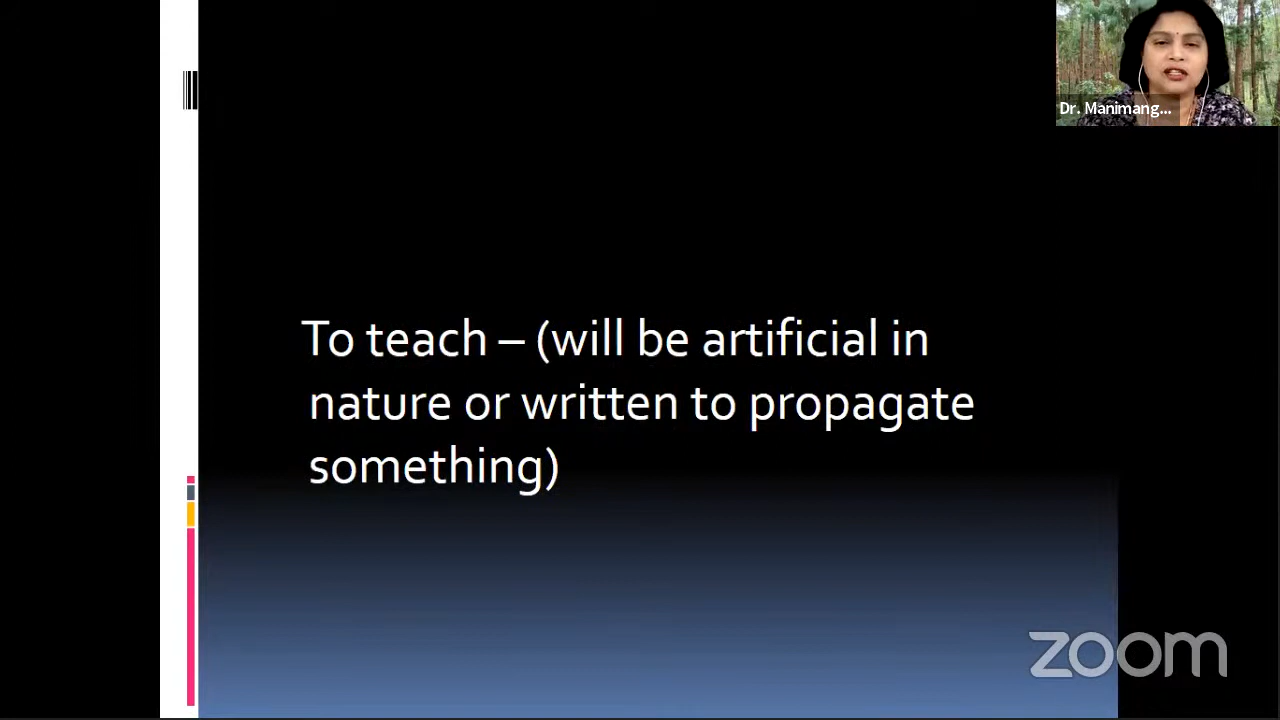 Dr. Manimang...
To teach – (will be artificial in
nature or written to propagate
something)
zoom